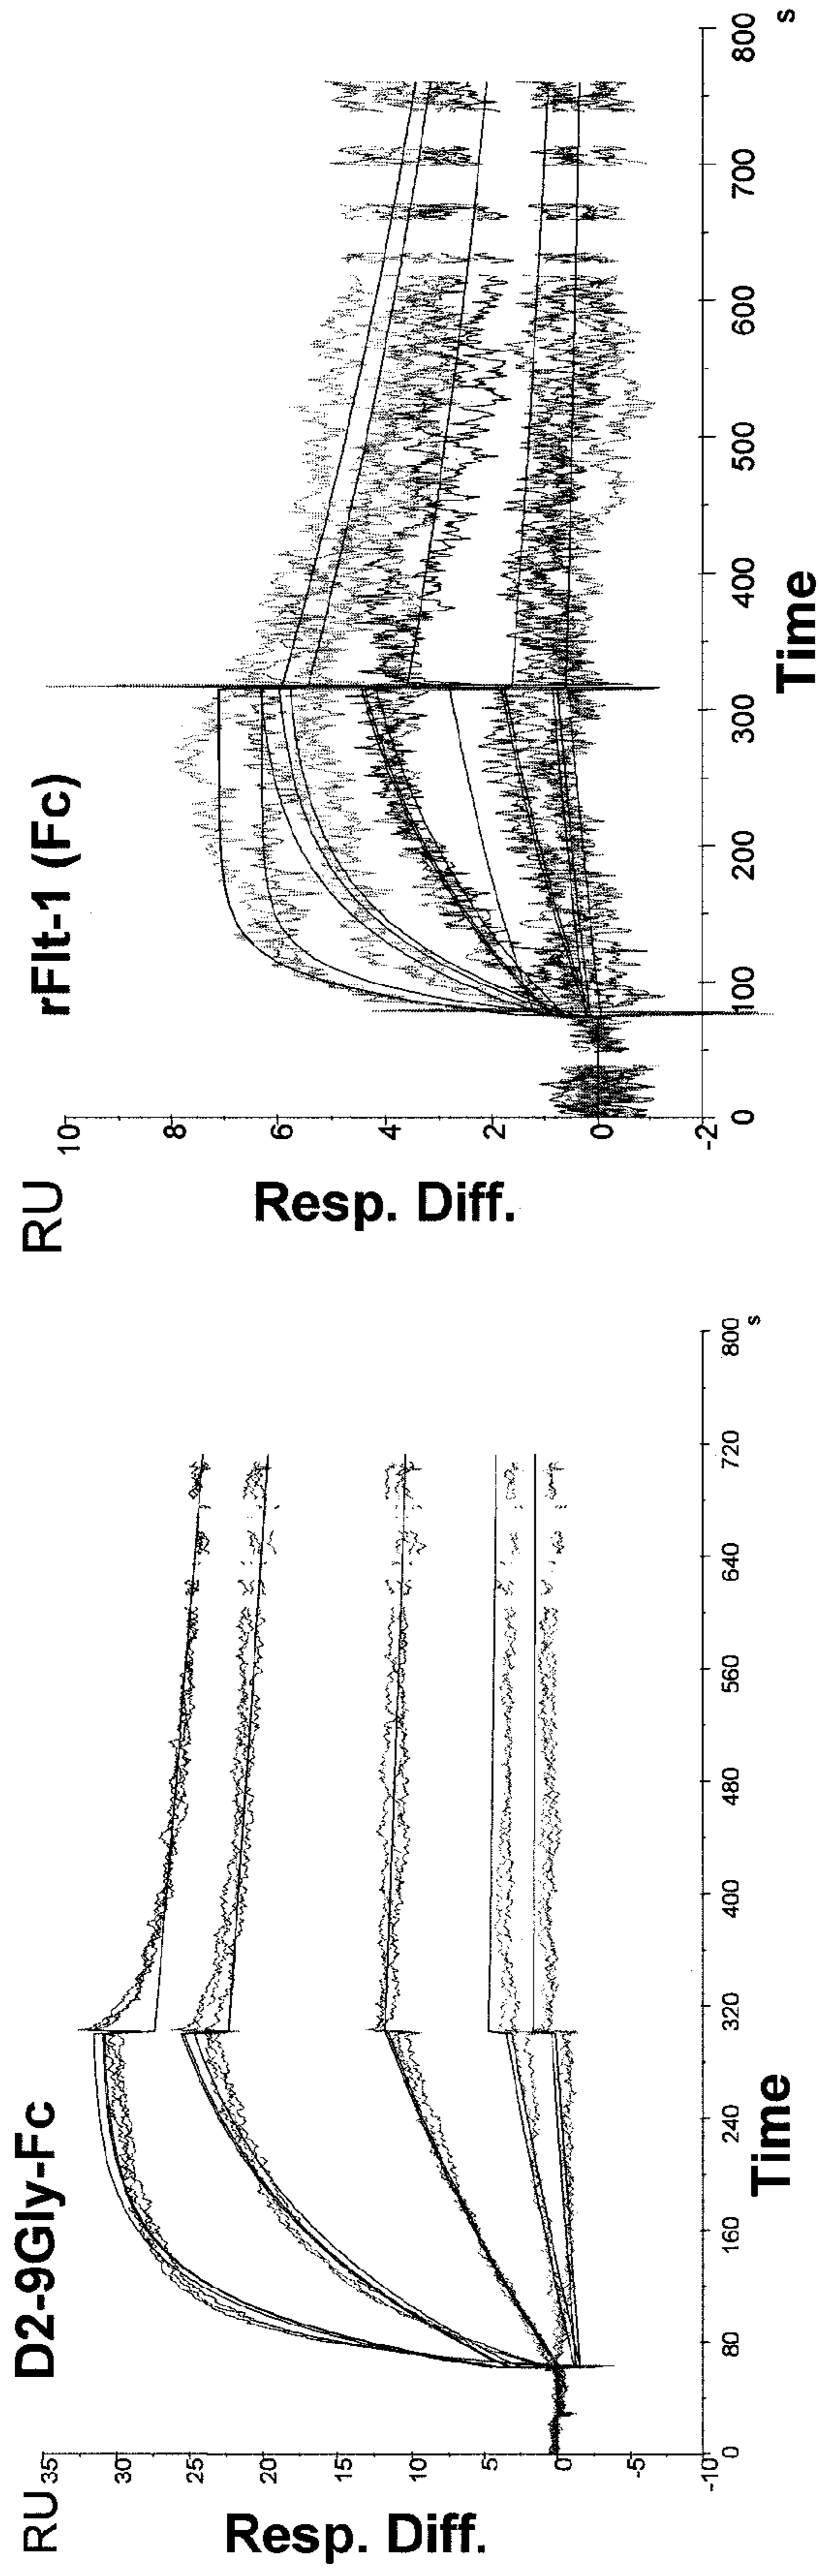 D2-9Gly-Fc
RU
35
30
25
20
15
10
5
0
-5
-10
Resp. Diff.
0 80 160 240 320 400 480 560 640 720 800
s
Time
rFlt-1 (Fc)
RU
10
8
6
4
2
0
-2
Resp. Diff.
0 100 200 300 400 500 600 700 800
s
Time